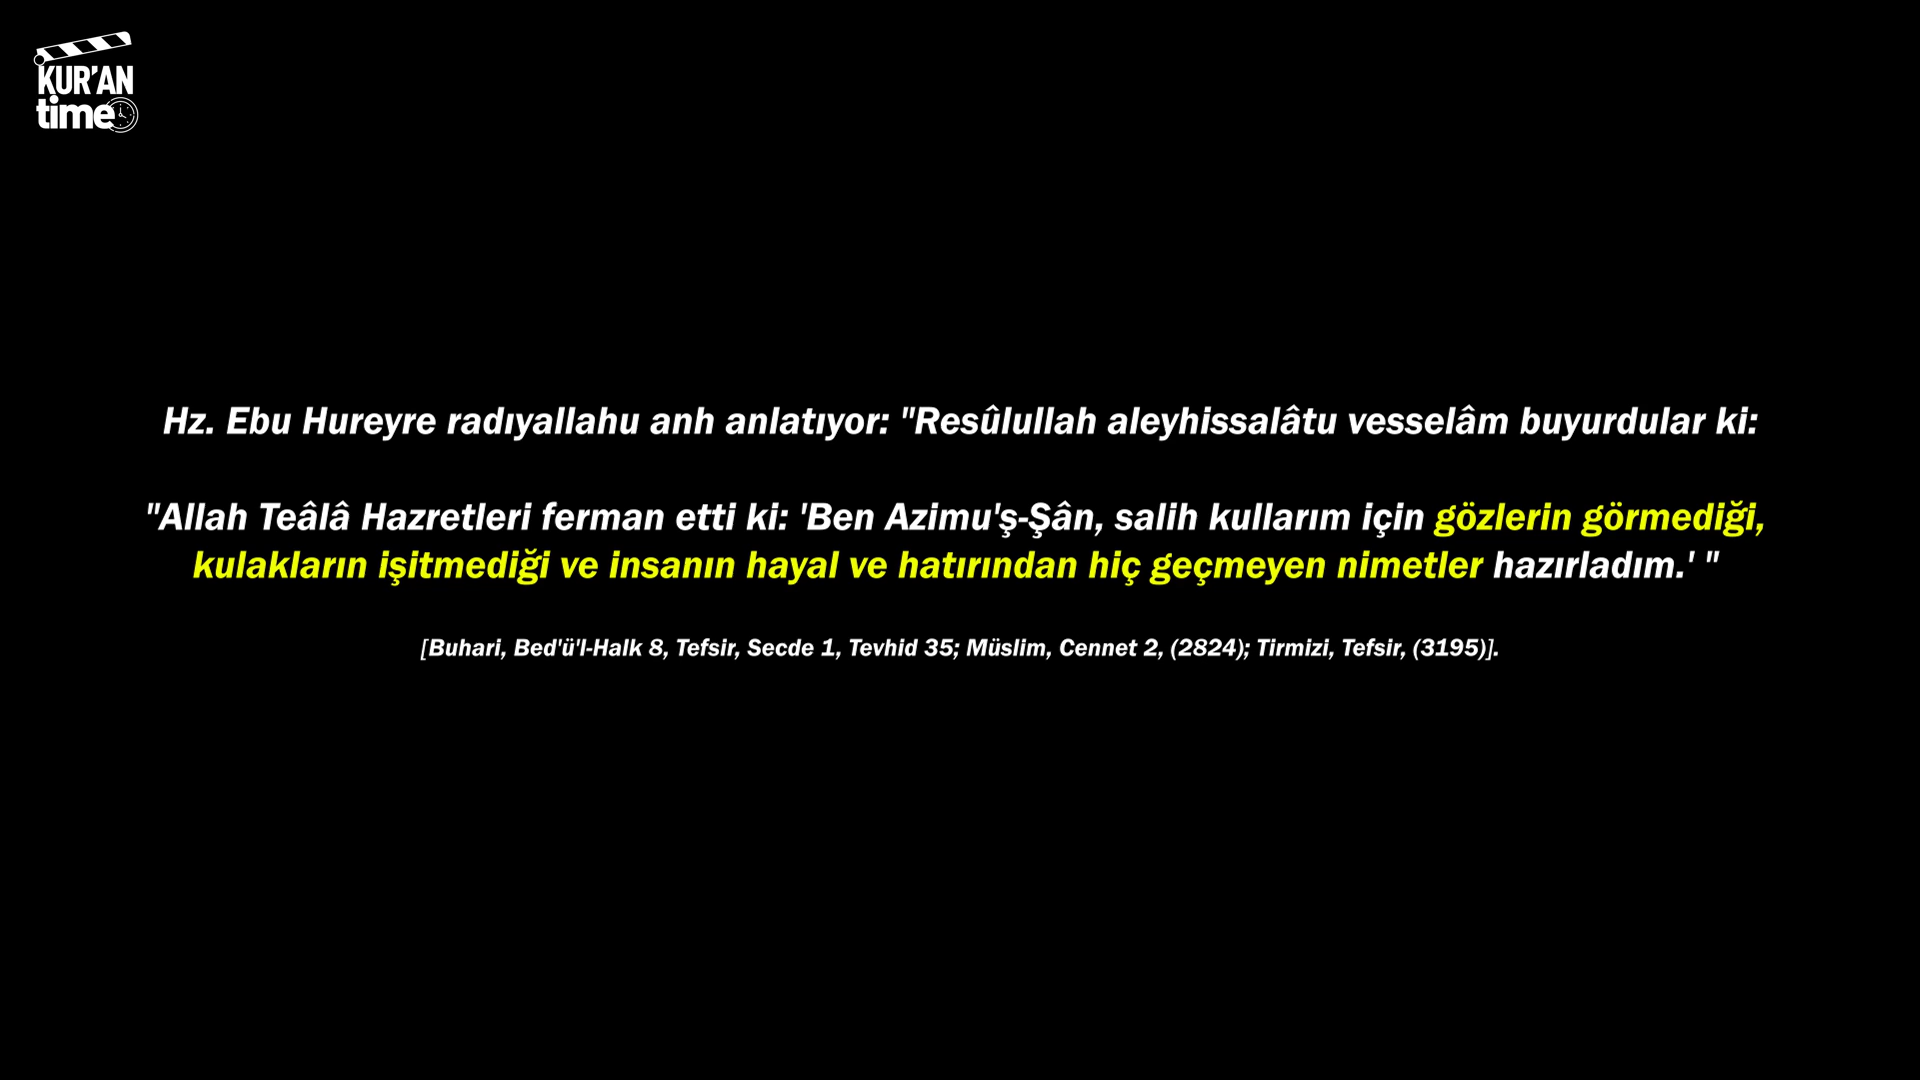 KUR'AN
time
Hz. Ebu Hureyre radıyallahu anh anlatıyor: "Resûlullah aleyhissalâtu vesselâm buyurdular ki:
"Allah Teâlâ Hazretleri ferman etti ki: 'Ben Azimu'ş-Şân, salih kullarım için gözlerin görmediği,
kulakların işitmediği ve insanın hayal ve hatırından hiç geçmeyen nimetler hazırladım.' "
[Buhari, Bed'ü'l-Halk 8, Tefsir, Secde 1, Tevhid 35; Müslim, Cennet 2, (2824); Tirmizi, Tefsir, (3195)].